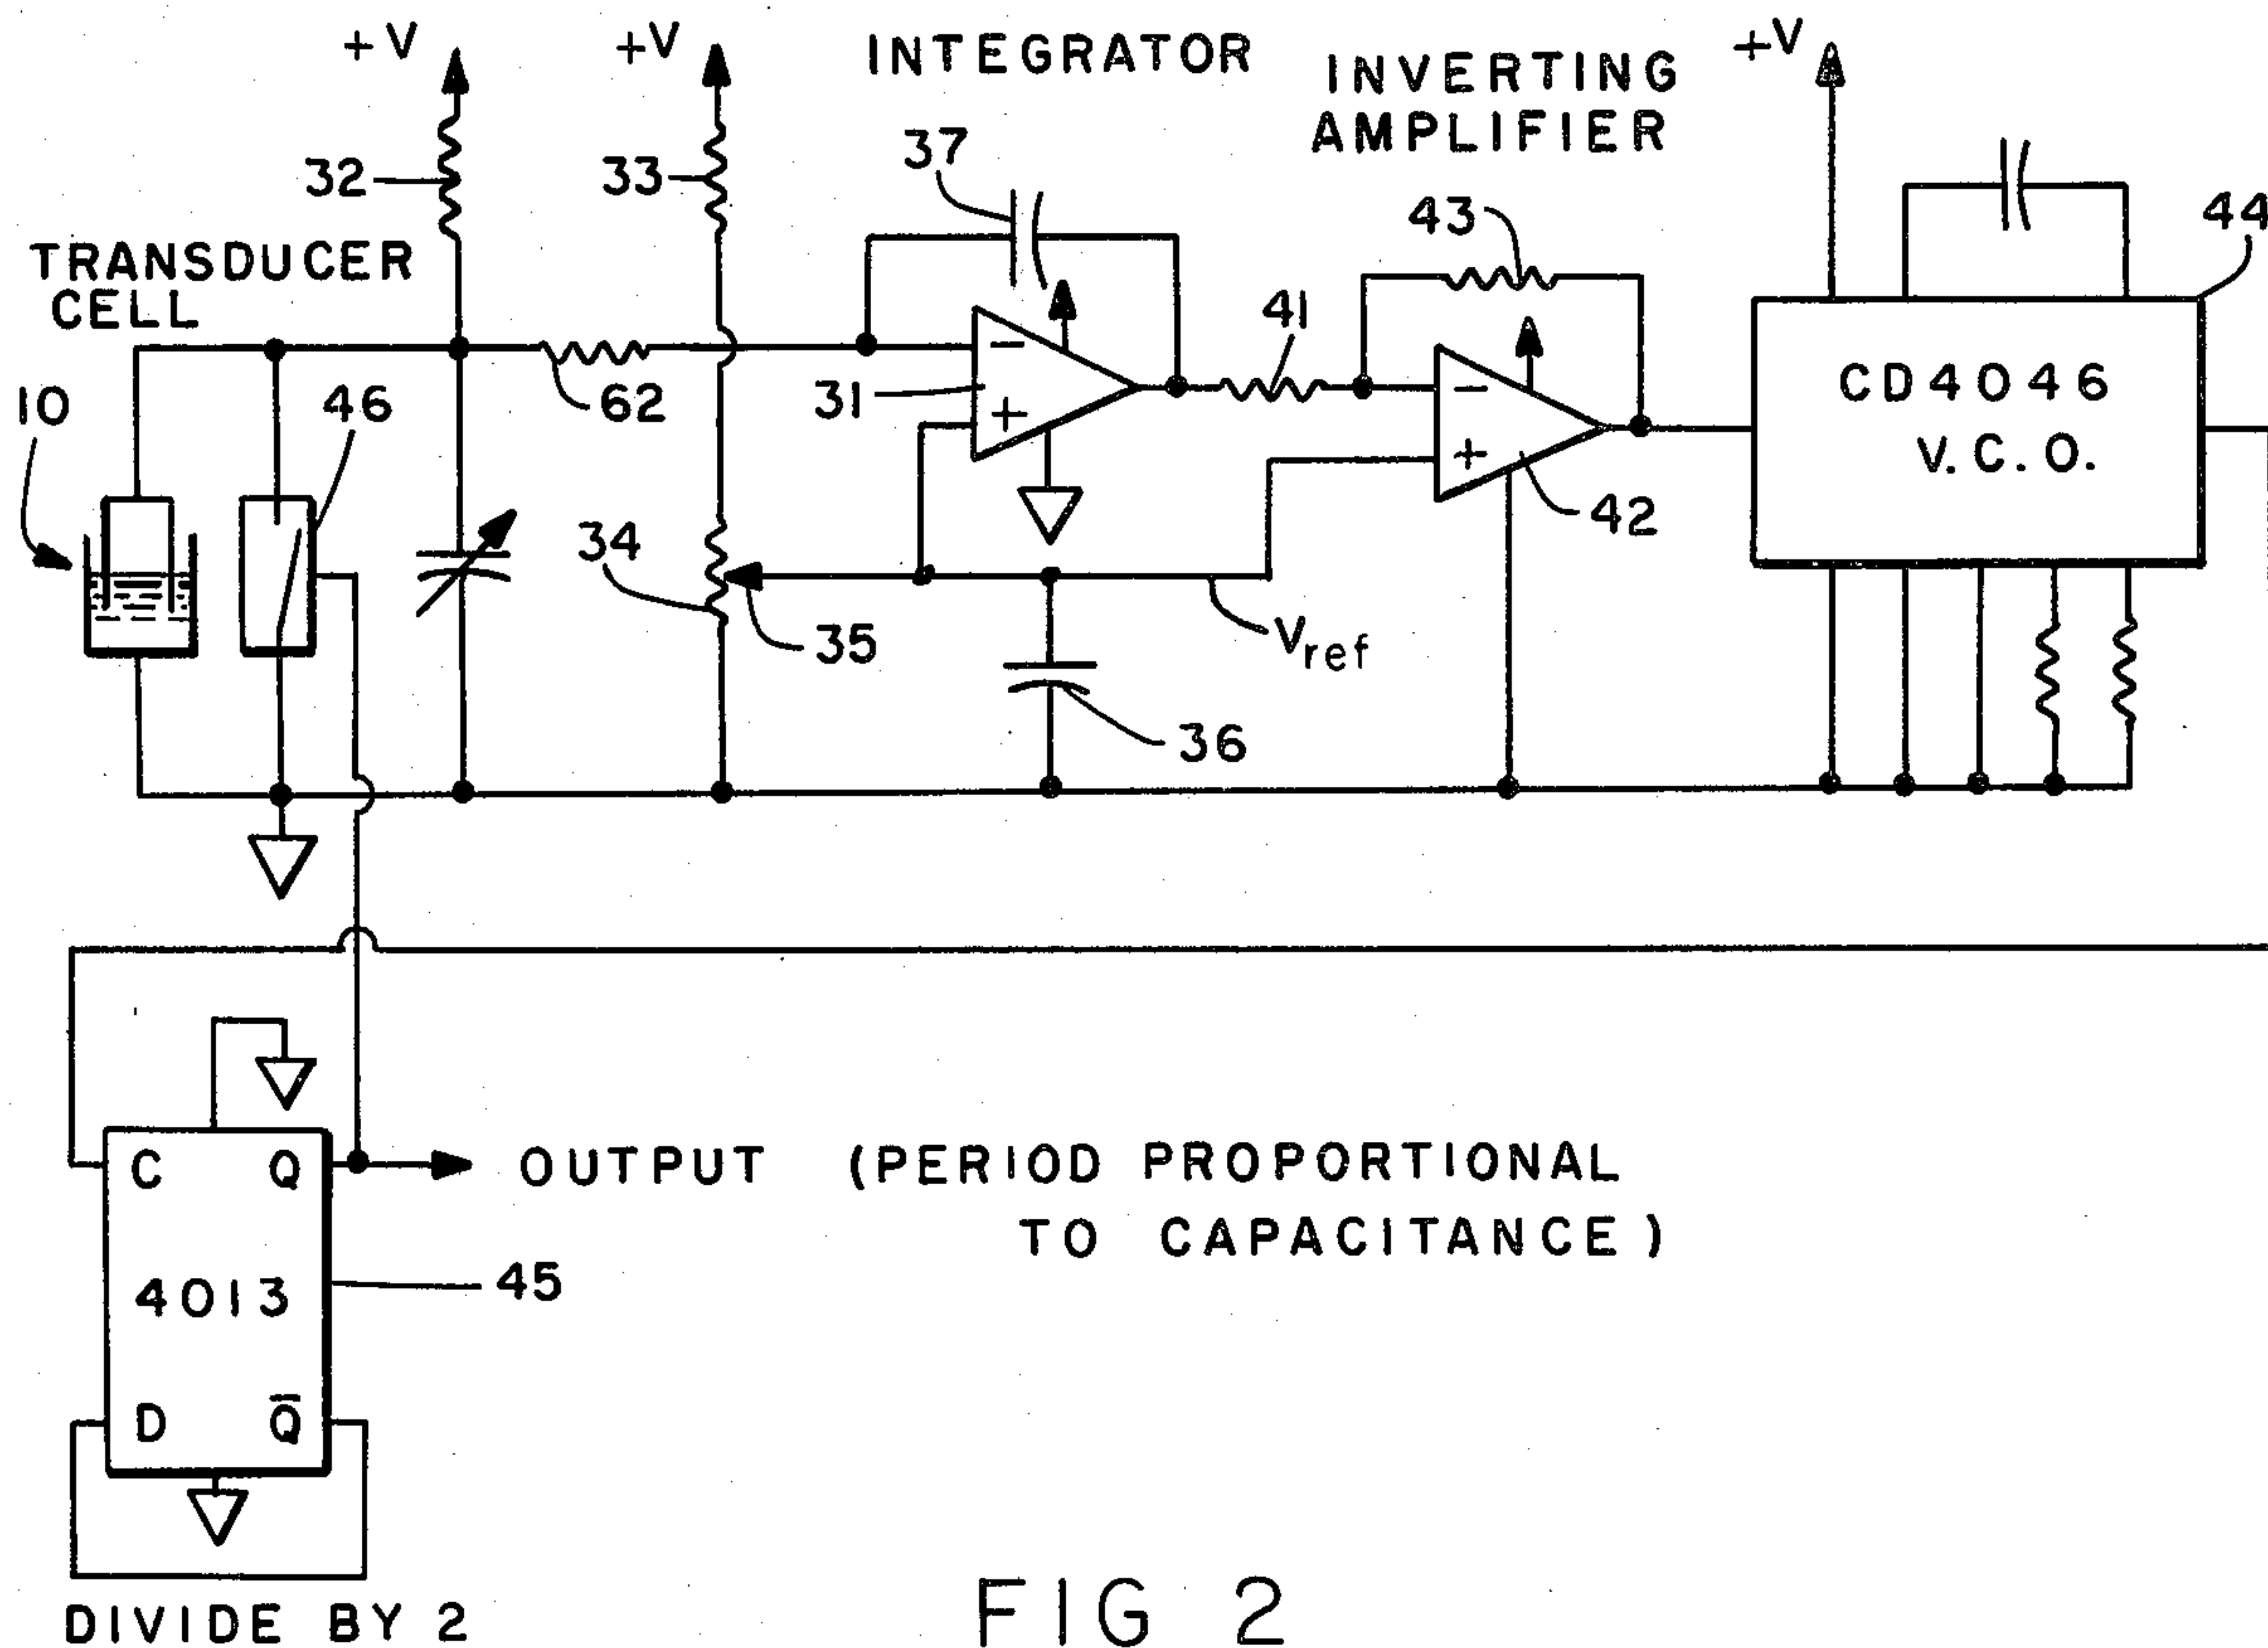 +V
+V
INTEGRATOR
INVERTING
AMPLIFIER
+V
37
32
33
43
44
TRANSDUCER
CELL
41
10
46
62
31
−
+
−
+
CD4046
V.C.O.
42
34
35
Vref
36
C Q
OUTPUT (PERIOD PROPORTIONAL
TO CAPACITANCE)
4013
45
D Q̅
DIVIDE BY 2
FIG 2